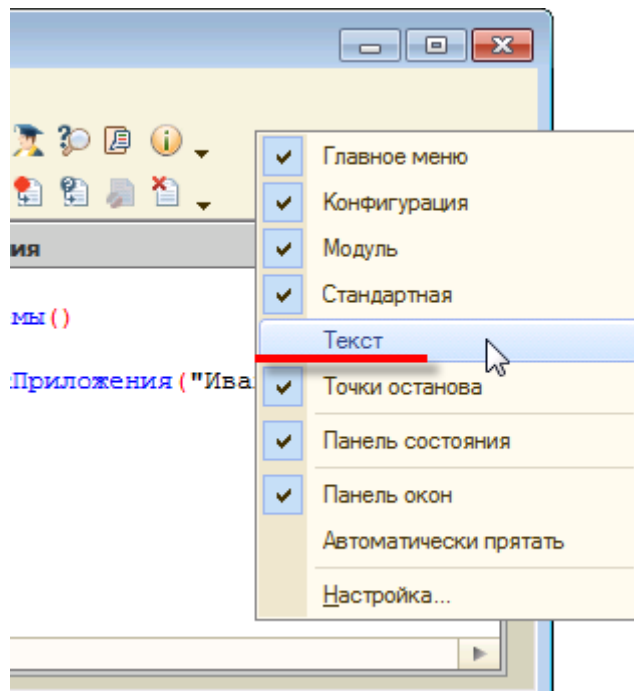 Главное меню
Конфигурация
ия
Модуль
Стандартная
мы()
Текст
Приложения("Ива
Точки останова
Панель состояния
Панель окон
Автоматически прятать
Настройка...